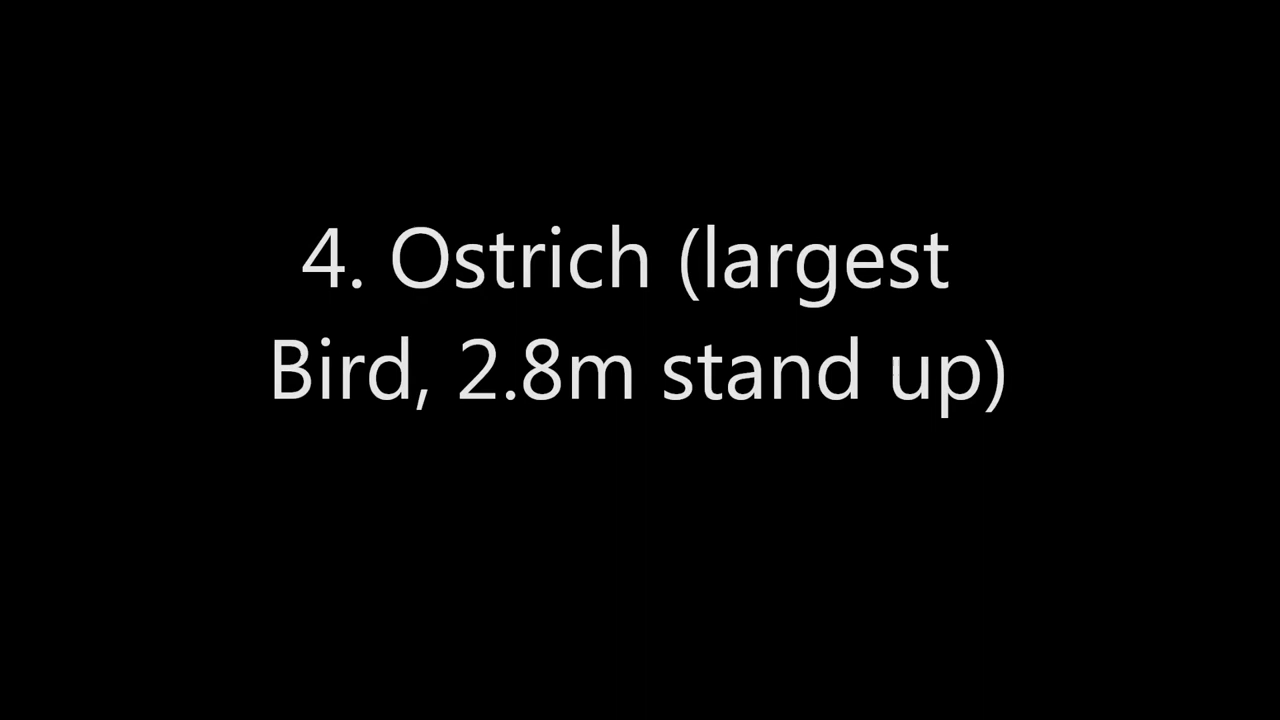 4. Ostrich (largest
Bird, 2.8m stand up)